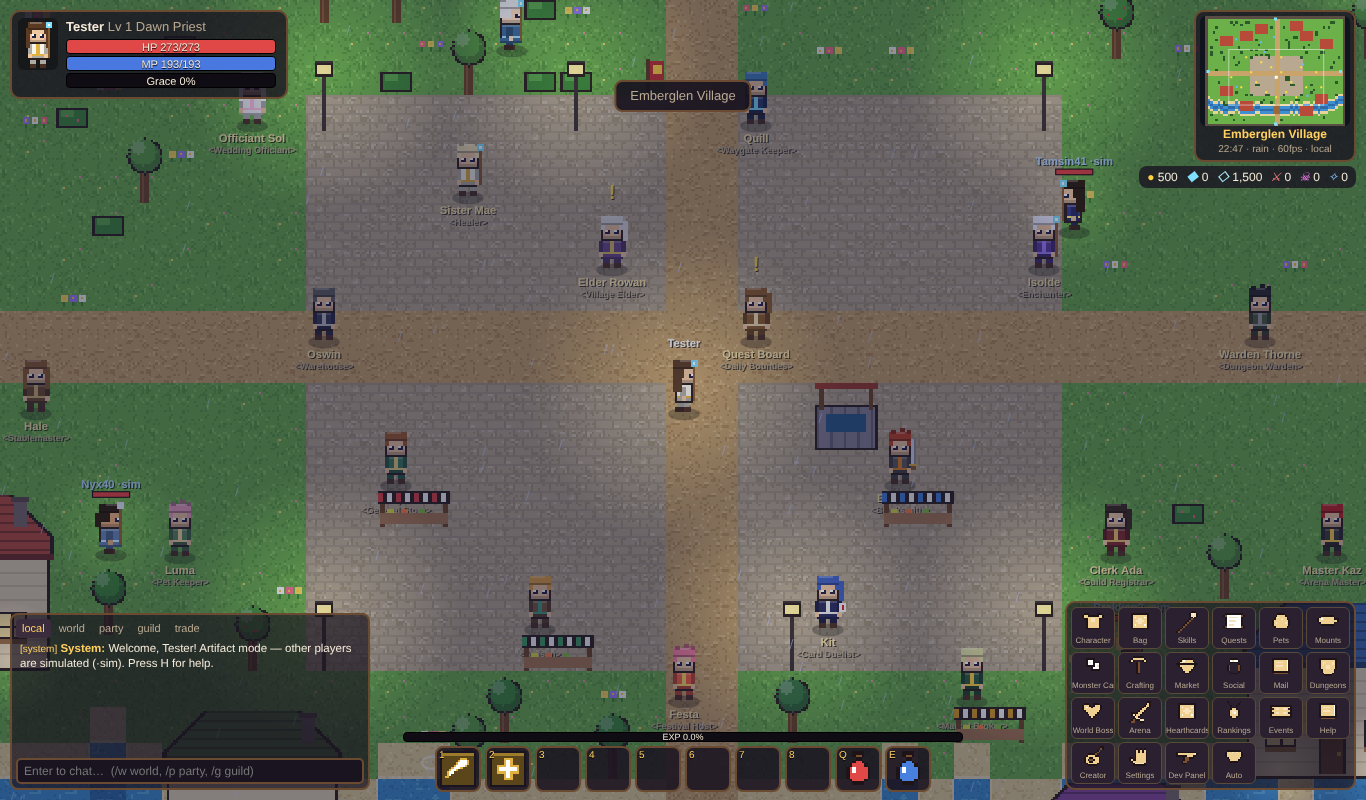 Tester Lv 1 Dawn Priest
HP 273/273
MP 193/193
Grace 0%
Emberglen Village
Emberglen Village
22:47 · rain · 60fps · local
500 0 1,500 0 0 0
Officiant Sol
<Wedding Officiant>
Quill
<Waygate Keeper>
Tamsin41 ·sim
Sister Mae
<Healer>
!
Elder Rowan
<Village Elder>
!
Isolde
<Enchanter>
Oswin
<Warehouse>
Tester
Quest Board
<Daily Bounties>
Warden Thorne
<Dungeon Warden>
Hale
<Stablemaster>
Nyx40 ·sim
Luma
<Pet Keeper>
Clerk Ada
<Guild Registrar>
Master Kaz
<Arena Master>
Kit
<Card Duelist>
Festa
<Festival Host>
local world party guild trade
[system] System: Welcome, Tester! Artifact mode — other players
are simulated (·sim). Press H for help.
Enter to chat… (/w world, /p party, /g guild)
EXP 0.0%
1 2 3 4 5 6 7 8 Q E
Character Bag Skills Quests Pets Mounts
Monster Ca Crafting Market Social Mail Dungeons
World Boss Arena Hearthcards Rankings Events Help
Creator Settings Dev Panel Auto